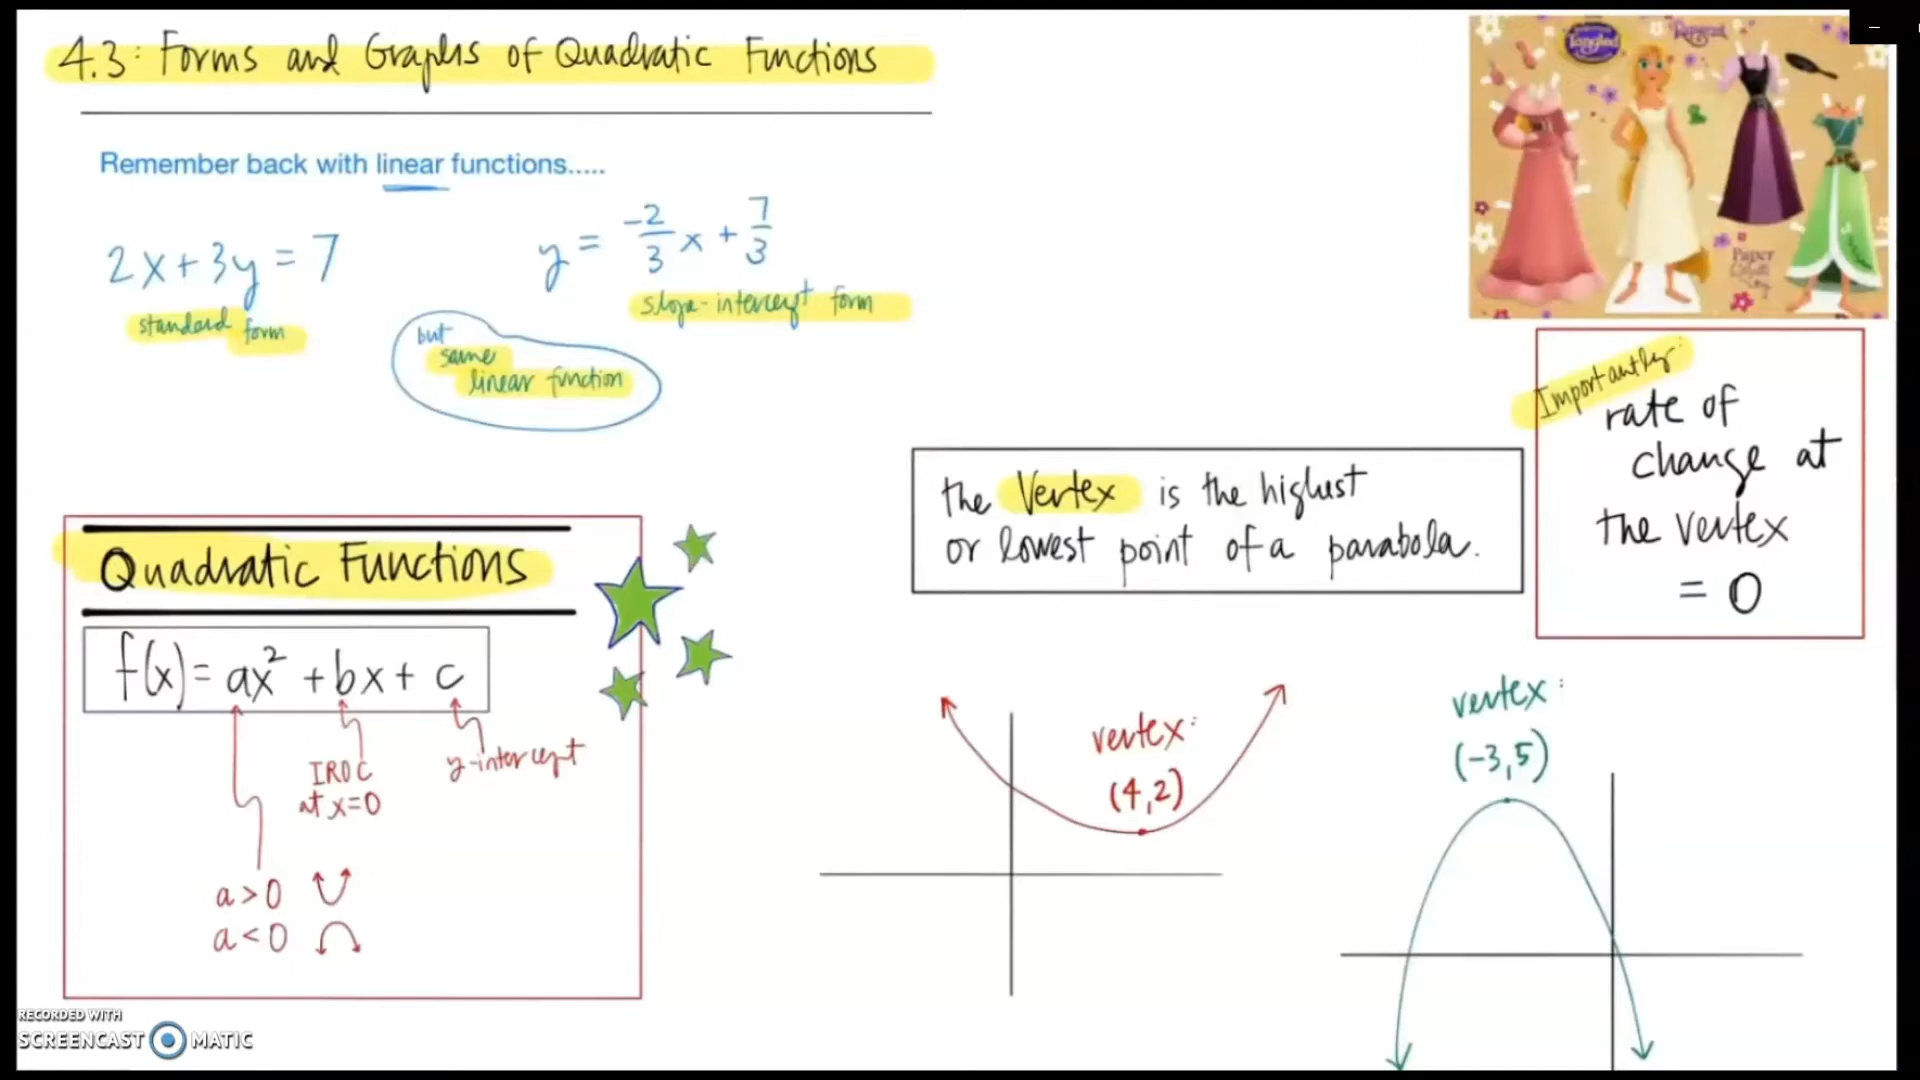 4.3: Forms and Graphs of Quadratic Functions
Remember back with linear functions.....
2x+3y=7
standard form
y = -2/3 x + 7/3
slope-intercept form
but
same
linear function
Tangled
Rapunzel
Paper
Importantly:
rate of
change at
the vertex
= 0
the Vertex is the highest
or lowest point of a parabola.
Quadratic Functions
f(x)= ax² + bx + c
IROC
at x=0
y-intercept
a>0
a<0
vertex:
(4,2)
vertex:
(-3,5)
RECORDED WITH
SCREENCAST MATIC